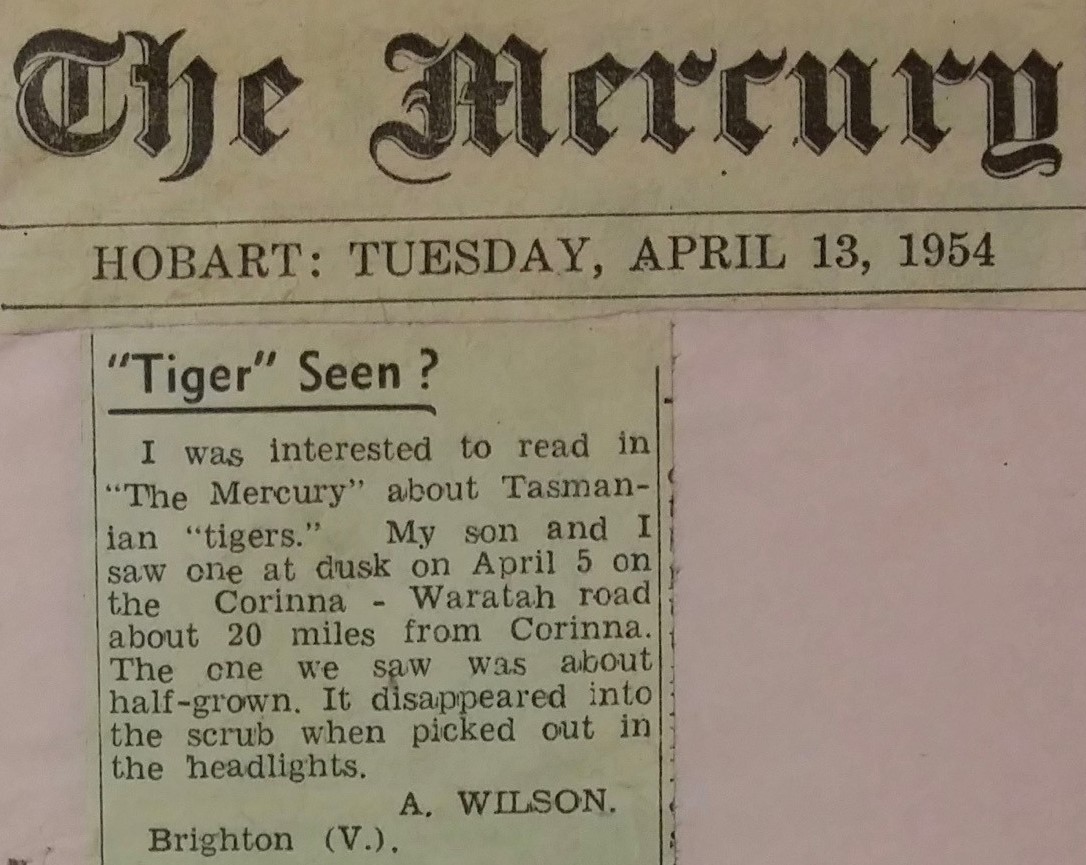 The Mercury
HOBART: TUESDAY, APRIL 13, 1954
"Tiger" Seen ?
I was interested to read in
"The Mercury" about Tasman-
ian "tigers." My son and I
saw one at dusk on April 5 on
the Corinna - Waratah road
about 20 miles from Corinna.
The one we saw was about
half-grown. It disappeared into
the scrub when picked out in
the headlights.
A. WILSON.
Brighton (V.).